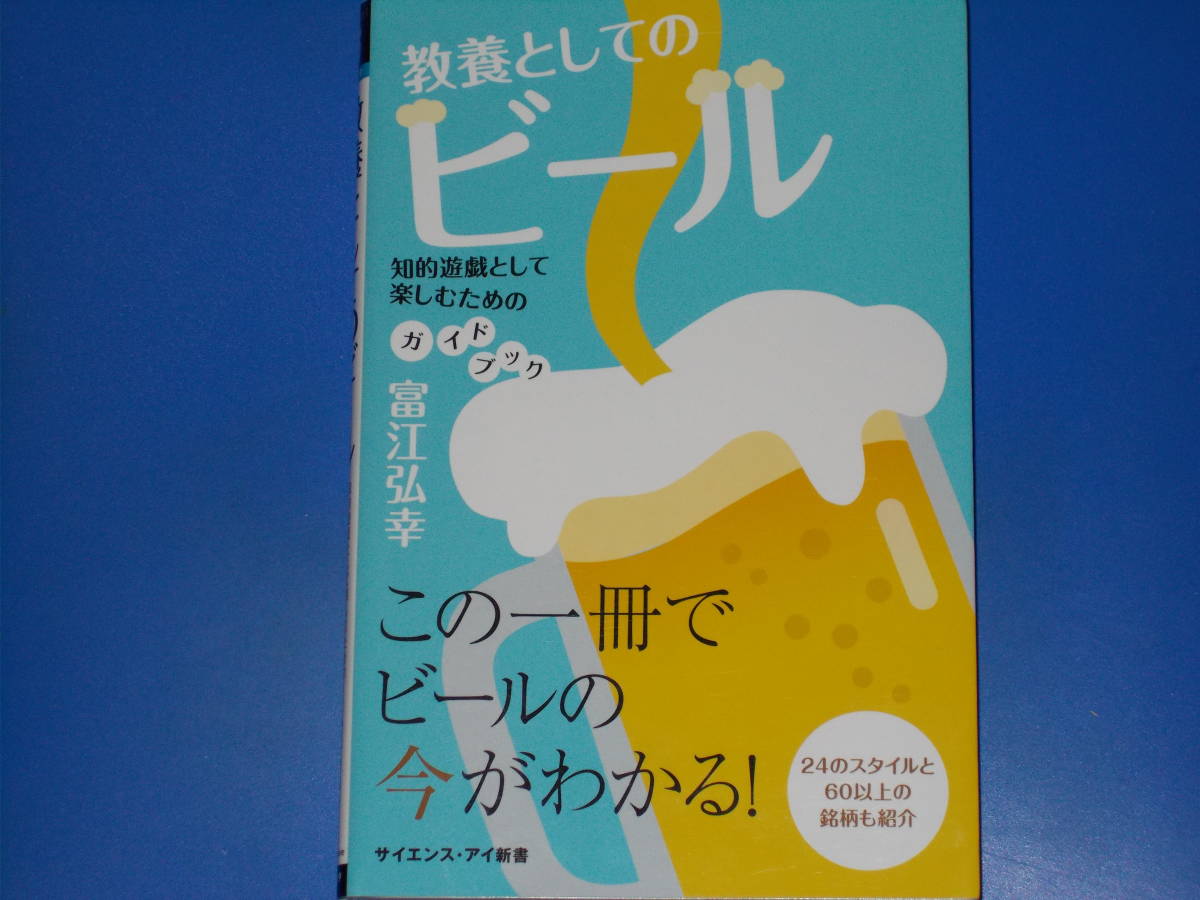 教養としての
ビール
知的遊戯として
楽しむための
ガイド
ブック
富江弘幸
この一冊で
ビールの
今がわかる!
24のスタイルと
60以上の
銘柄も紹介
サイエンス・アイ新書